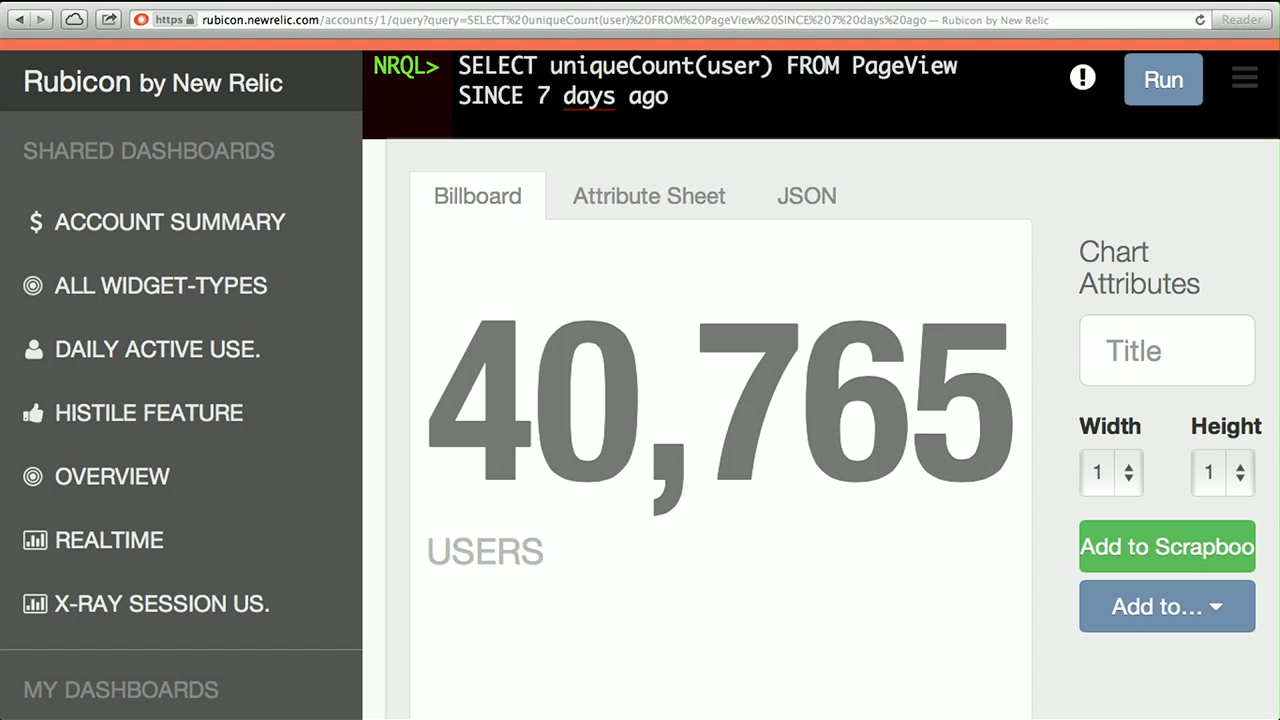 https rubicon.newrelic.com/accounts/1/query?query=SELECT%20uniqueCount(user)%20FROM%20PageView%20SINCE%207%20days%20ago — Rubicon by New Relic
Reader
Rubicon by New Relic
NRQL> SELECT uniqueCount(user) FROM PageView
SINCE 7 days ago
Run
SHARED DASHBOARDS
$ ACCOUNT SUMMARY
ALL WIDGET-TYPES
DAILY ACTIVE USE.
HISTILE FEATURE
OVERVIEW
REALTIME
X-RAY SESSION US.
MY DASHBOARDS
Billboard Attribute Sheet JSON
40,765
USERS
Chart
Attributes
Title
Width Height
1 1
Add to Scrapboo
Add to...